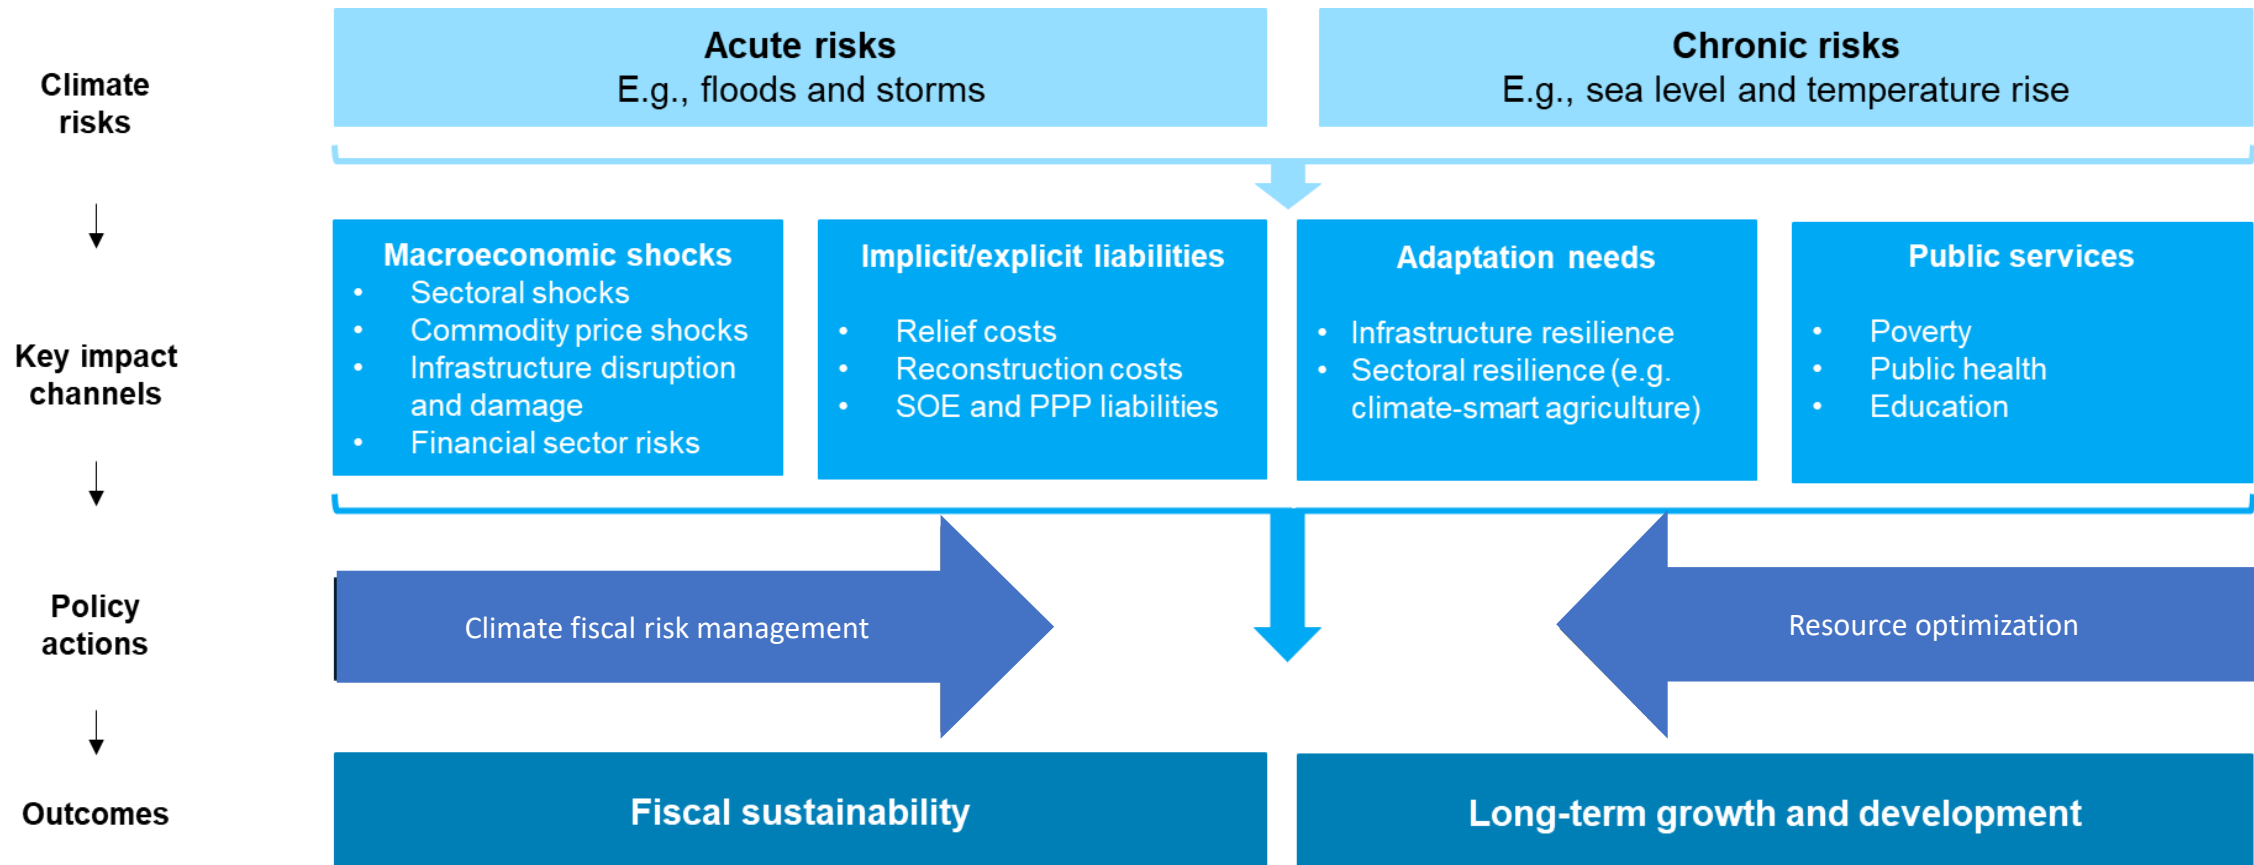 Climate
risks
Acute risks
E.g., floods and storms
Chronic risks
E.g., sea level and temperature rise
Key impact
channels
Macroeconomic shocks
• Sectoral shocks
• Commodity price shocks
• Infrastructure disruption
and damage
• Financial sector risks
Implicit/explicit liabilities
• Relief costs
• Reconstruction costs
• SOE and PPP liabilities
Adaptation needs
• Infrastructure resilience
• Sectoral resilience (e.g.
climate-smart agriculture)
Public services
• Poverty
• Public health
• Education
Policy
actions
Climate fiscal risk management
Resource optimization
Outcomes
Fiscal sustainability
Long-term growth and development